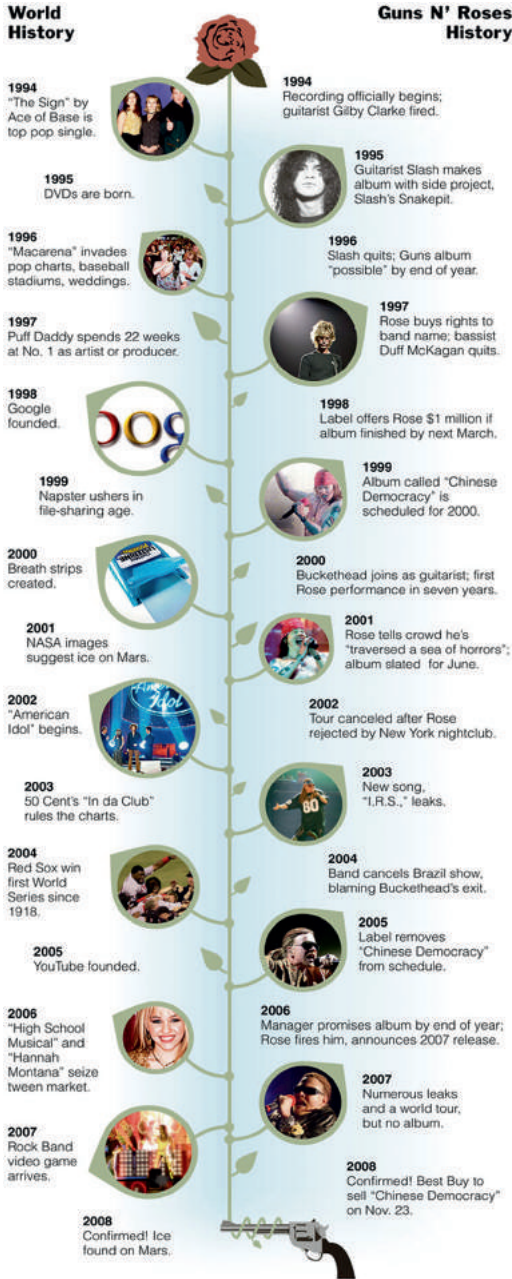 World
History
Guns N' Roses
History
1994
"The Sign" by
Ace of Base is
top pop single.
1994
Recording officially begins;
guitarist Gilby Clarke fired.
1995
DVDs are born.
1995
Guitarist Slash makes
album with side project,
Slash's Snakepit.
1996
"Macarena" invades
pop charts, baseball
stadiums, weddings.
1996
Slash quits; Guns album
"possible" by end of year.
1997
Puff Daddy spends 22 weeks
at No. 1 as artist or producer.
1997
Rose buys rights to
band name; bassist
Duff McKagan quits.
1998
Google
founded.
oog
1998
Label offers Rose $1 million if
album finished by next March.
1999
Napster ushers in
file-sharing age.
1999
Album called "Chinese
Democracy" is
scheduled for 2000.
2000
Breath strips
created.
2000
Buckethead joins as guitarist; first
Rose performance in seven years.
2001
NASA images
suggest ice on Mars.
2001
Rose tells crowd he's
"traversed a sea of horrors";
album slated for June.
2002
"American
Idol" begins.
Idol
2002
Tour canceled after Rose
rejected by New York nightclub.
2003
50 Cent's "In da Club"
rules the charts.
2003
New song,
"I.R.S.," leaks.
80
2004
Red Sox win
first World
Series since
1918.
2004
Band cancels Brazil show,
blaming Buckethead's exit.
2005
YouTube founded.
2005
Label removes
"Chinese Democracy"
from schedule.
2006
"High School
Musical" and
"Hannah
Montana" seize
tween market.
2006
Manager promises album by end of year;
Rose fires him, announces 2007 release.
2007
Rock Band
video game
arrives.
2007
Numerous leaks
and a world tour,
but no album.
2008
Confirmed! Ice
found on Mars.
2008
Confirmed! Best Buy to
sell "Chinese Democracy"
on Nov. 23.